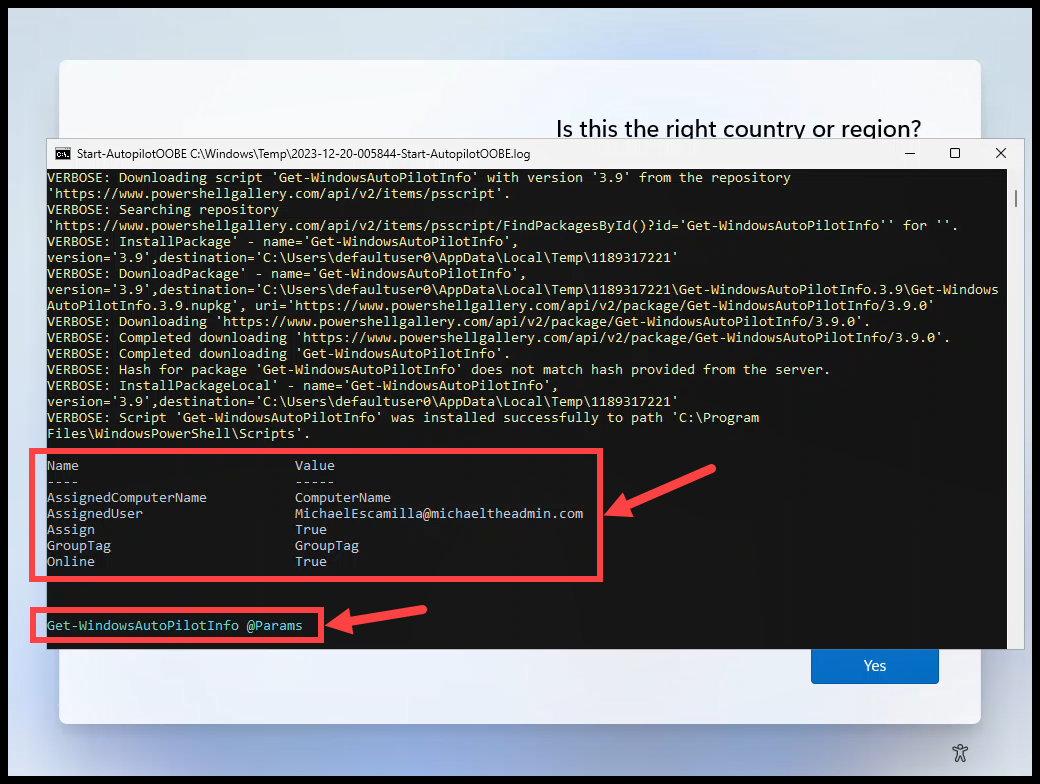 Is this the right country or region?
Start-AutopilotOOBE C:\Windows\Temp\2023-12-20-005844-Start-AutopilotOOBE.log
VERBOSE: Downloading script 'Get-WindowsAutoPilotInfo' with version '3.9' from the repository
'https://www.powershellgallery.com/api/v2/items/psscript'.
VERBOSE: Searching repository
'https://www.powershellgallery.com/api/v2/items/psscript/FindPackagesById()?id='Get-WindowsAutoPilotInfo'' for ''.
VERBOSE: InstallPackage' - name='Get-WindowsAutoPilotInfo',
version='3.9',destination='C:\Users\defaultuser0\AppData\Local\Temp\1189317221'
VERBOSE: DownloadPackage' - name='Get-WindowsAutoPilotInfo',
version='3.9',destination='C:\Users\defaultuser0\AppData\Local\Temp\1189317221\Get-WindowsAutoPilotInfo.3.9\Get-Windows
AutoPilotInfo.3.9.nupkg', uri='https://www.powershellgallery.com/api/v2/package/Get-WindowsAutoPilotInfo/3.9.0'
VERBOSE: Downloading 'https://www.powershellgallery.com/api/v2/package/Get-WindowsAutoPilotInfo/3.9.0'.
VERBOSE: Completed downloading 'https://www.powershellgallery.com/api/v2/package/Get-WindowsAutoPilotInfo/3.9.0'.
VERBOSE: Completed downloading 'Get-WindowsAutoPilotInfo'.
VERBOSE: Hash for package 'Get-WindowsAutoPilotInfo' does not match hash provided from the server.
VERBOSE: InstallPackageLocal' - name='Get-WindowsAutoPilotInfo',
version='3.9',destination='C:\Users\defaultuser0\AppData\Local\Temp\1189317221'
VERBOSE: Script 'Get-WindowsAutoPilotInfo' was installed successfully to path 'C:\Program
Files\WindowsPowerShell\Scripts'.
Name Value
---- -----
AssignedComputerName ComputerName
AssignedUser MichaelEscamilla@michaeltheadmin.com
Assign True
GroupTag GroupTag
Online True
Get-WindowsAutoPilotInfo @Params
Yes